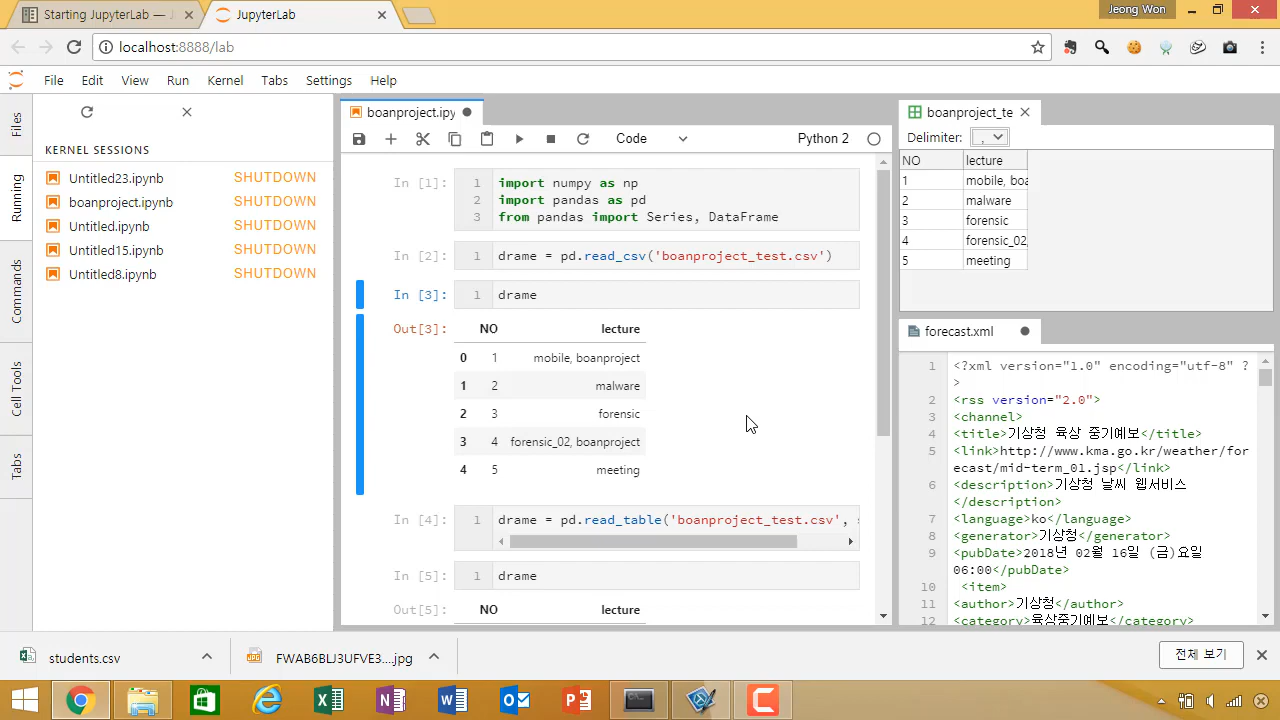 Starting JupyterLab —
JupyterLab
Jeong Won
localhost:8888/lab
File Edit View Run Kernel Tabs Settings Help
Files
Running
Commands
Cell Tools
Tabs
KERNEL SESSIONS
Untitled23.ipynb SHUTDOWN
boanproject.ipynb SHUTDOWN
Untitled.ipynb SHUTDOWN
Untitled15.ipynb SHUTDOWN
Untitled8.ipynb SHUTDOWN
boanproject.ipy
Code Python 2
In [1]: 1 import numpy as np
2 import pandas as pd
3 from pandas import Series, DataFrame
In [2]: 1 drame = pd.read_csv('boanproject_test.csv')
In [3]: 1 drame
Out[3]: NO lecture
0 1 mobile, boanproject
1 2 malware
2 3 forensic
3 4 forensic_02, boanproject
4 5 meeting
In [4]: 1 drame = pd.read_table('boanproject_test.csv',
In [5]: 1 drame
Out[5]: NO lecture
boanproject_te
Delimiter: ,
NO lecture
1 mobile, boa
2 malware
3 forensic
4 forensic_02,
5 meeting
forecast.xml
1 <?xml version="1.0" encoding="utf-8" ?
>
2 <rss version="2.0">
3 <channel>
4 <title>기상청 육상 중기예보</title>
5 <link>http://www.kma.go.kr/weather/for
ecast/mid-term_01.jsp</link>
6 <description>기상청 날씨 웹서비스
</description>
7 <language>ko</language>
8 <generator>기상청</generator>
9 <pubDate>2018년 02월 16일 (금)요일
06:00</pubDate>
10 <item>
11 <author>기상청</author>
12 <category>육상중기예보</category>
students.csv
FWAB6BLJ3UFVE3....jpg
전체 보기